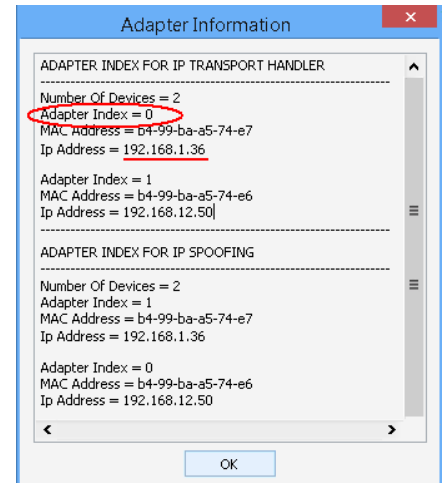 Adapter Information
ADAPTER INDEX FOR IP TRANSPORT HANDLER
--------------------------------------------------------------------------------
Number Of Devices = 2
Adapter Index = 0
MAC Address = b4-99-ba-a5-74-e7
Ip Address = 192.168.1.36
Adapter Index = 1
MAC Address = b4-99-ba-a5-74-e6
Ip Address = 192.168.12.50
--------------------------------------------------------------------------------
ADAPTER INDEX FOR IP SPOOFING
--------------------------------------------------------------------------------
Number Of Devices = 2
Adapter Index = 1
MAC Address = b4-99-ba-a5-74-e7
Ip Address = 192.168.1.36
Adapter Index = 0
MAC Address = b4-99-ba-a5-74-e6
Ip Address = 192.168.12.50
OK